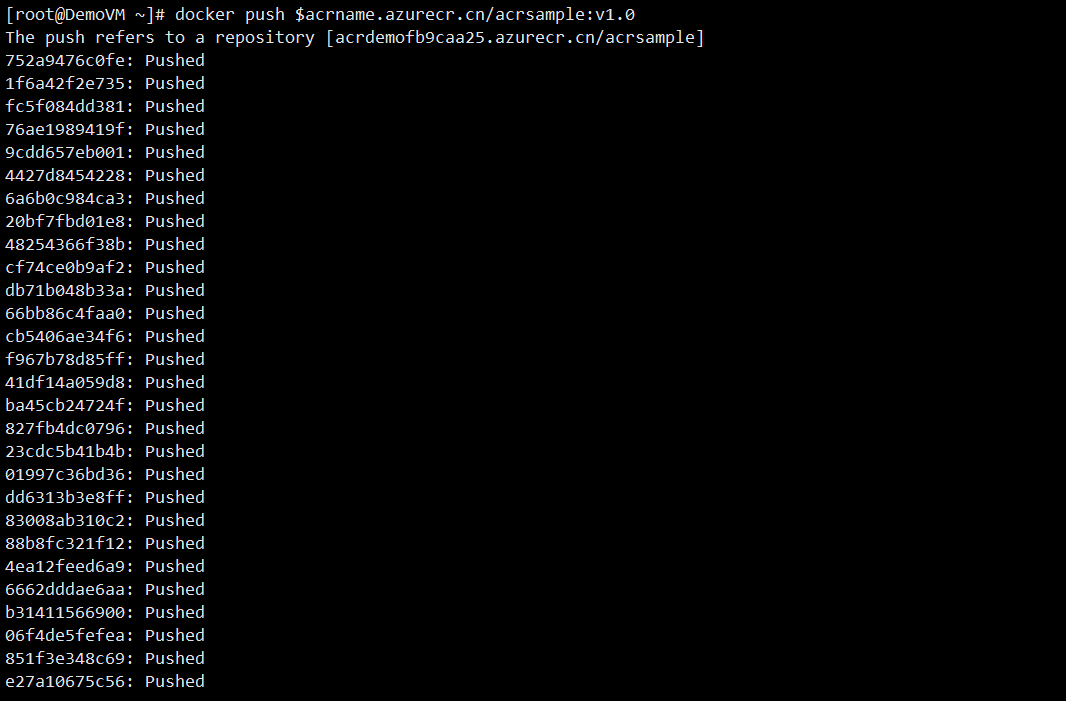 [root@DemoVM ~]# docker push $acrname.azurecr.cn/acrsample:v1.0
The push refers to a repository [acrdemofb9caa25.azurecr.cn/acrsample]
752a9476c0fe: Pushed
1f6a42f2e735: Pushed
fc5f084dd381: Pushed
76ae1989419f: Pushed
9cdd657eb001: Pushed
4427d8454228: Pushed
6a6b0c984ca3: Pushed
20bf7fbd01e8: Pushed
48254366f38b: Pushed
cf74ce0b9af2: Pushed
db71b048b33a: Pushed
66bb86c4faa0: Pushed
cb5406ae34f6: Pushed
f967b78d85ff: Pushed
41df14a059d8: Pushed
ba45cb24724f: Pushed
827fb4dc0796: Pushed
23cdc5b41b4b: Pushed
01997c36bd36: Pushed
dd6313b3e8ff: Pushed
83008ab310c2: Pushed
88b8fc321f12: Pushed
4ea12feed6a9: Pushed
6662dddae6aa: Pushed
b31411566900: Pushed
06f4de5fefea: Pushed
851f3e348c69: Pushed
e27a10675c56: Pushed